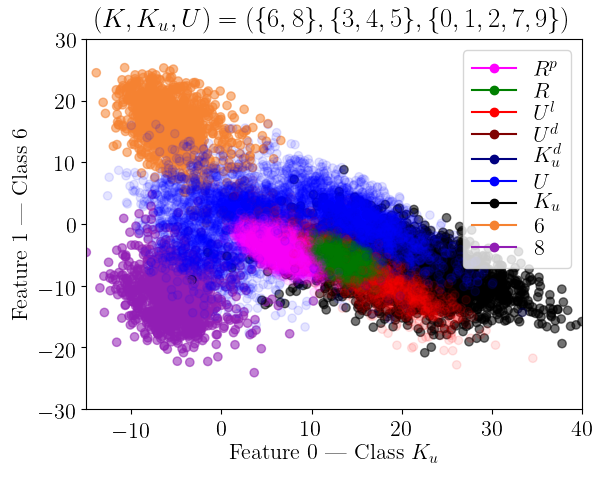 (K, K_u, U) = ({6, 8}, {3, 4, 5}, {0, 1, 2, 7, 9})
30
20
10
0
−10
−20
−30
Feature 1 — Class 6
R^p
R
U^l
U^d
K_u^d
U
K_u
6
8
−10
0
10
20
30
40
Feature 0 — Class K_u